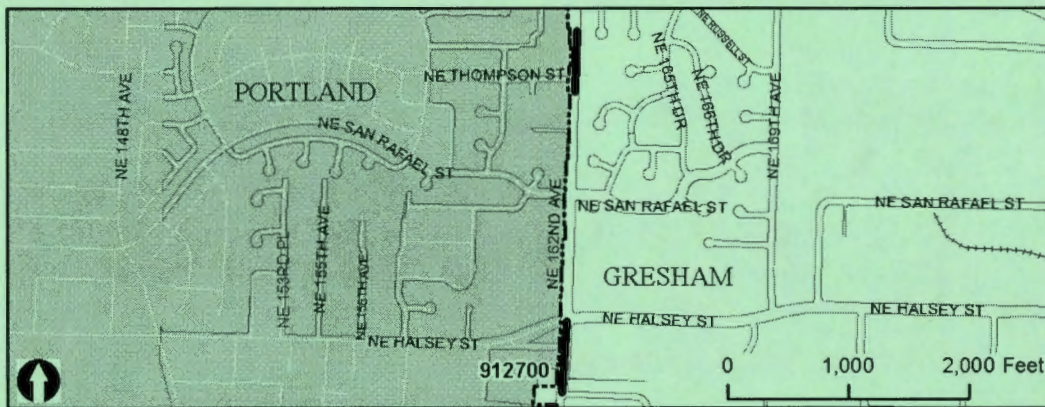 NE 148TH AVE
PORTLAND
NE SAN RAFAEL ST
NE THOMPSON ST
NE 153RD PL
NE 155TH AVE
NE 156TH AVE
NE HALSEY ST
NE 162ND AVE
912700
NE ROSSELL ST
NE 165TH DR
NE 166TH DR
NE 169TH AVE
NE SAN RAFAEL ST
NE SAN RAFAEL ST
GRESHAM
NE HALSEY ST
NE HALSEY ST
0 1,000 2,000 Feet